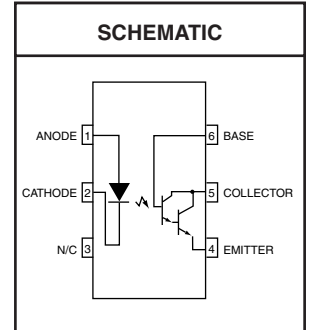 SCHEMATIC
ANODE 1
6 BASE
CATHODE 2
5 COLLECTOR
N/C 3
4 EMITTER